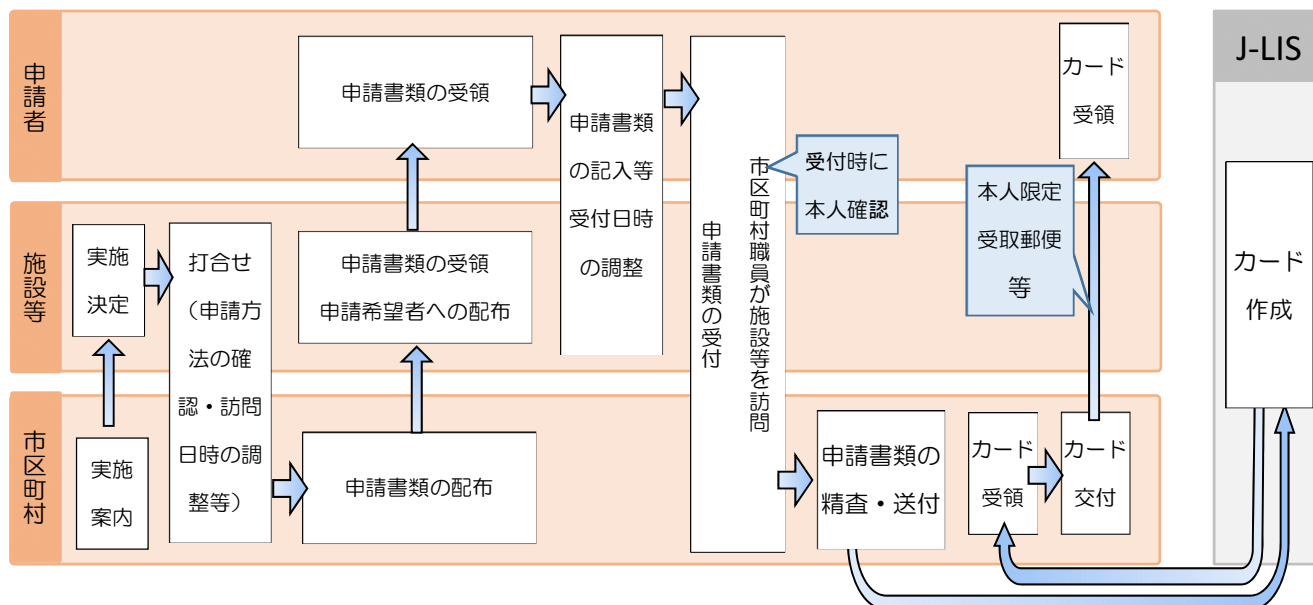 申請者
申請書類の受領
申請書類
の記入等
受付日時
の調整
市区町村職員が施設等を訪問
申請書類の受付
受付時に
本人確認
本人限定
受取郵便
等
カード
受領
J-LIS
カード
作成
施設等
実施
決定
打合せ
（申請方
法の確
認・訪問
日時の調
整等）
申請書類の受領
申請希望者への配布
市区町村
実施
案内
申請書類の配布
申請書類の
精査・送付
カード
受領
カード
交付